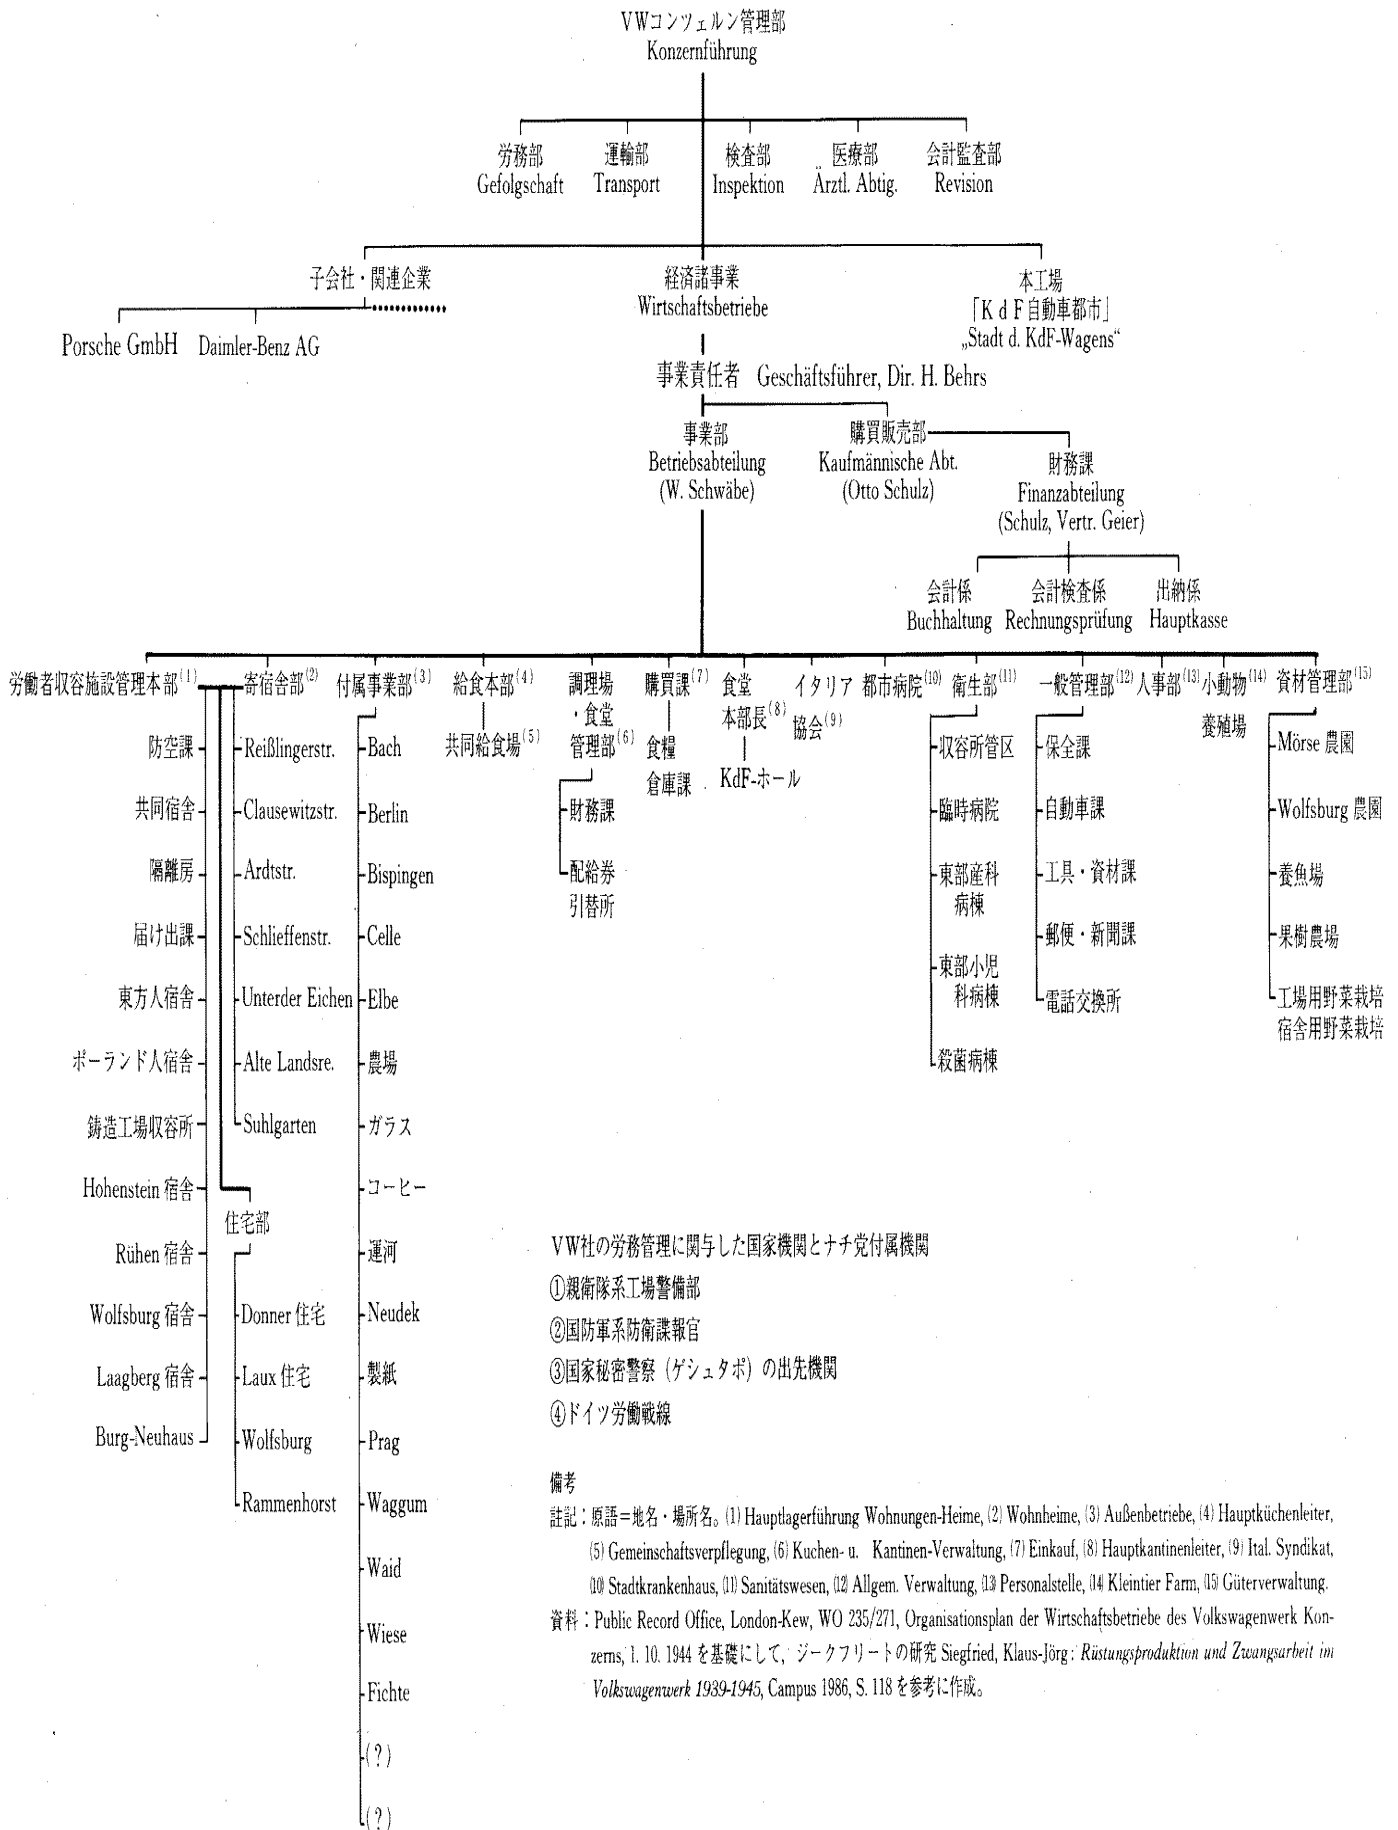 VWコンツェルン管理部
Konzernführung
労務部
Gefolgschaft
運輸部
Transport
検査部
Inspektion
医療部
Ärztl. Abtig.
会計監査部
Revision
子会社・関連企業
Porsche GmbH
Daimler-Benz AG
経済諸事業
Wirtschaftsbetriebe
本工場
「KdF自動車都市」
„Stadt d. KdF-Wagens“
事業責任者 Geschäftsführer, Dir. H. Behrs
事業部
Betriebsabteilung
(W. Schwäbe)
購買販売部
Kaufmännische Abt.
(Otto Schulz)
財務課
Finanzabteilung
(Schulz, Vertr. Geier)
会計係
Buchhaltung
会計検査係
Rechnungsprüfung
出納係
Hauptkasse
労働者収容施設管理本部(1)
防空課
共同宿舎
隔離房
届け出課
東方人宿舎
ポーランド人宿舎
鋳造工場収容所
Hohenstein 宿舎
Rühen 宿舎
Wolfsburg 宿舎
Laagberg 宿舎
Burg-Neuhaus
寄宿舎部(2)
Reißlingerstr.
Clausewitzstr.
Ardtstr.
Schlieffenstr.
Unterder Eichen
Alte Landsre.
Suhlgarten
住宅部
Donner 住宅
Laux 住宅
Wolfsburg
Rammenhorst
付属事業部(3)
Bach
Berlin
Bispingen
Celle
Elbe
農場
ガラス
コーヒー
運河
Neudek
製紙
Prag
Waggum
Waid
Wiese
Fichte
(?)
(?)
給食本部(4)
共同給食場(5)
調理場
・食堂
管理部(6)
財務課
配給券
引替所
購買課(7)
食糧
倉庫課
食堂
本部長(8)
KdF-ホール
イタリア
協会(9)
都市病院(10)
衛生部(11)
収容所管区
臨時病院
東部産科
病棟
東部小児
科病棟
殺菌病棟
一般管理部(12)
保全課
自動車課
工具・資材課
郵便・新聞課
電話交換所
人事部(13)
小動物(14)
養殖場
資材管理部(15)
Mörse 農園
Wolfsburg 農園
養魚場
果樹農場
工場用野菜栽培
宿舎用野菜栽培
VW社の労務管理に関与した国家機関とナチ党付属機関
①親衛隊系工場警備部
②国防軍系防衛諜報官
③国家秘密警察（ゲシュタポ）の出先機関
④ドイツ労働戦線
備考
註記：原語＝地名・場所名。(1) Hauptlagerführung Wohnungen-Heime, (2) Wohnheime, (3) Außenbetriebe, (4) Hauptküchenleiter,
(5) Gemeinschaftsverpflegung, (6) Kuchen- u. Kantinen-Verwaltung, (7) Einkauf, (8) Hauptkantinenleiter, (9) Ital. Syndikat,
(10) Stadtkrankenhaus, (11) Sanitätswesen, (12) Allgem. Verwaltung, (13) Personalstelle, (14) Kleintier Farm, (15) Güterverwaltung.
資料：Public Record Office, London-Kew, WO 235/271, Organisationsplan der Wirtschaftsbetriebe des Volkswagenwerk Kon-
zerns, 1. 10. 1944 を基礎にして，ジークフリートの研究 Siegfried, Klaus-Jörg: Rüstungsproduktion und Zwangsarbeit im
Volkswagenwerk 1939-1945, Campus 1986, S. 118 を参考に作成。